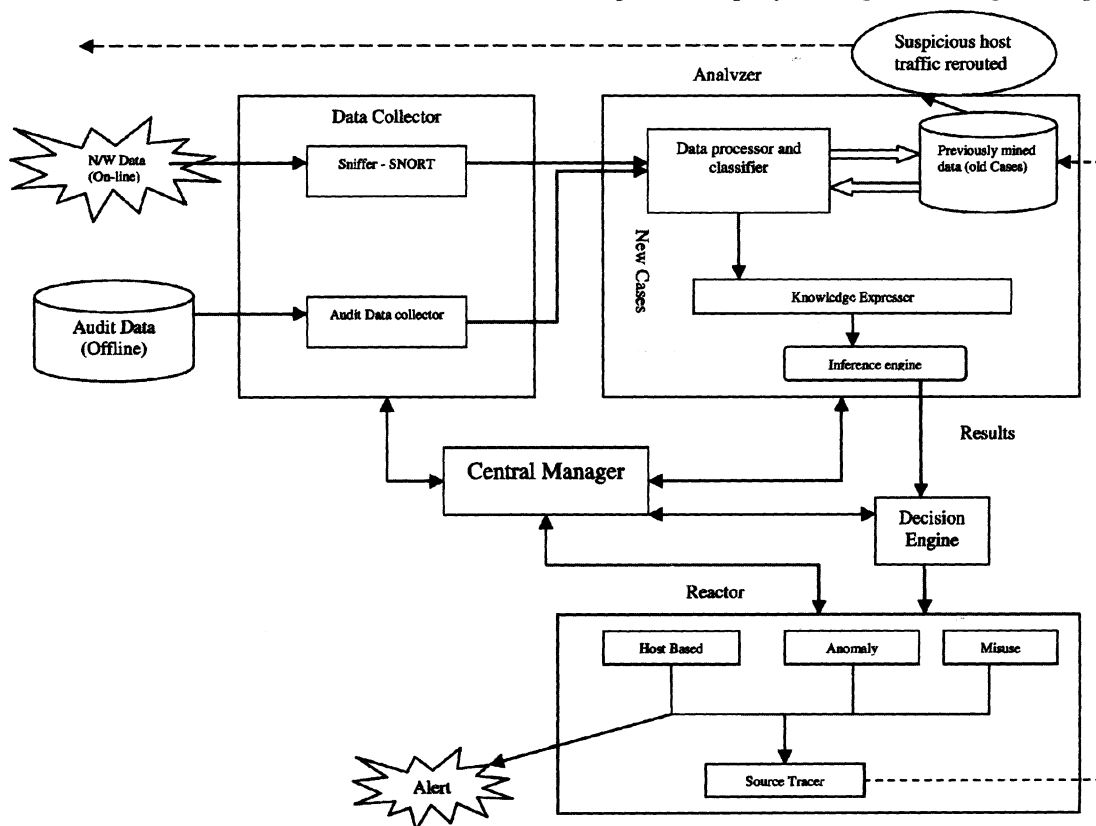 Suspicious host
traffic rerouted
Analyzer
Data Collector
N/W Data
(On-line)
Sniffer - SNORT
Data processor and
classifier
Previously mined
data (old Cases)
New Cases
Audit Data
(Offline)
Audit Data collector
Knowledge Expresser
Inference engine
Results
Central Manager
Decision
Engine
Reactor
Host Based
Anomaly
Misuse
Alert
Source Tracer